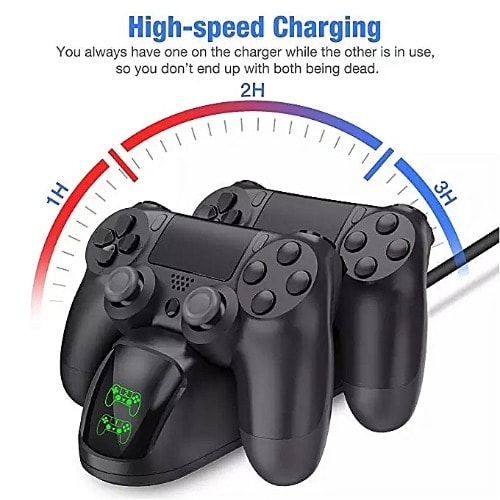 High-speed Charging
You always have one on the charger while the other is in use,
so you don't end up with both being dead.
2H
1H
3H